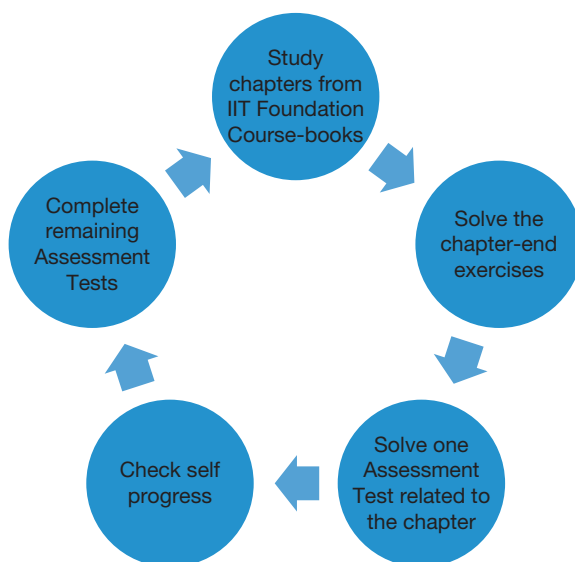 Study
chapters from
IIT Foundation
Course-books
Solve the
chapter-end
exercises
Solve one
Assessment
Test related to
the chapter
Check self
progress
Complete
remaining
Assessment
Tests